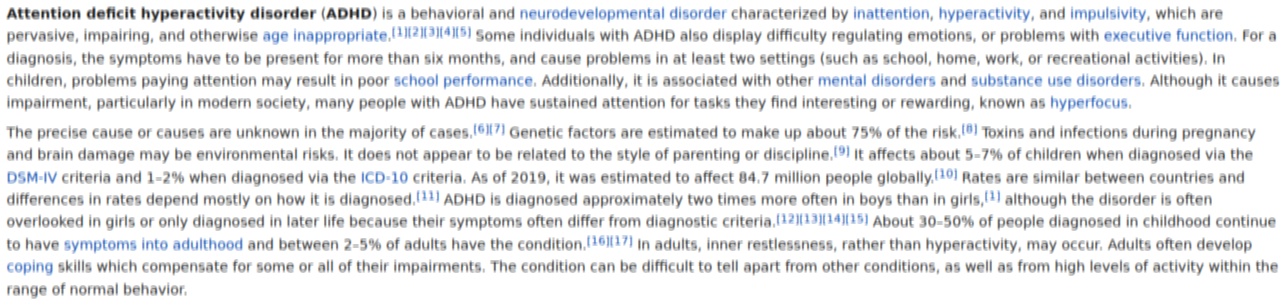 Attention deficit hyperactivity disorder (ADHD) is a behavioral and neurodevelopmental disorder characterized by inattention, hyperactivity, and impulsivity, which are
pervasive, impairing, and otherwise age inappropriate.[1][2][3][4][5] Some individuals with ADHD also display difficulty regulating emotions, or problems with executive function. For a
diagnosis, the symptoms have to be present for more than six months, and cause problems in at least two settings (such as school, home, work, or recreational activities). In
children, problems paying attention may result in poor school performance. Additionally, it is associated with other mental disorders and substance use disorders. Although it causes
impairment, particularly in modern society, many people with ADHD have sustained attention for tasks they find interesting or rewarding, known as hyperfocus.
The precise cause or causes are unknown in the majority of cases.[6][7] Genetic factors are estimated to make up about 75% of the risk.[8] Toxins and infections during pregnancy
and brain damage may be environmental risks. It does not appear to be related to the style of parenting or discipline.[9] It affects about 5–7% of children when diagnosed via the
DSM-IV criteria and 1–2% when diagnosed via the ICD-10 criteria. As of 2019, it was estimated to affect 84.7 million people globally.[10] Rates are similar between countries and
differences in rates depend mostly on how it is diagnosed.[11] ADHD is diagnosed approximately two times more often in boys than in girls,[1] although the disorder is often
overlooked in girls or only diagnosed in later life because their symptoms often differ from diagnostic criteria.[12][13][14][15] About 30–50% of people diagnosed in childhood continue
to have symptoms into adulthood and between 2–5% of adults have the condition.[16][17] In adults, inner restlessness, rather than hyperactivity, may occur. Adults often develop
coping skills which compensate for some or all of their impairments. The condition can be difficult to tell apart from other conditions, as well as from high levels of activity within the
range of normal behavior.